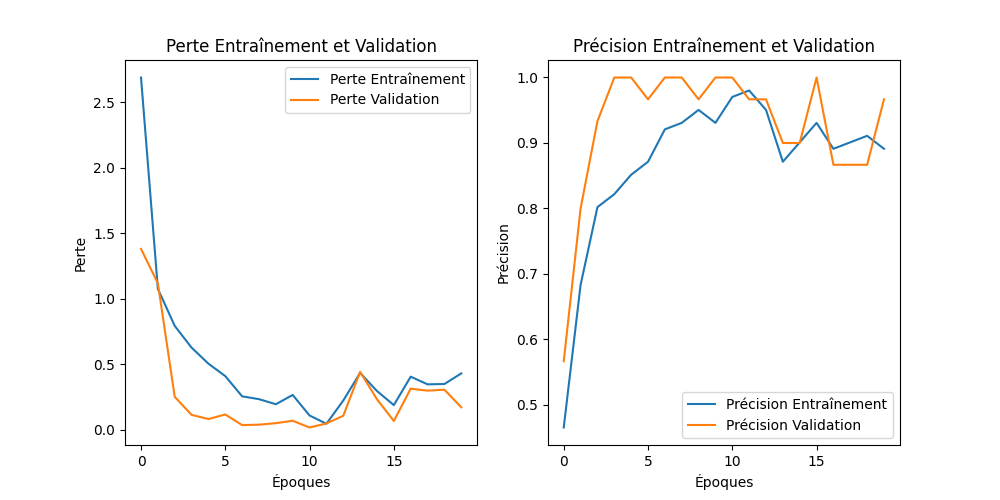 Perte Entraînement et Validation
Perte Entraînement
Perte Validation
2.5
2.0
1.5
1.0
0.5
0.0
Perte
0 5 10 15
Époques
Précision Entraînement et Validation
1.0
0.9
0.8
0.7
0.6
0.5
Précision
Précision Entraînement
Précision Validation
0 5 10 15
Époques